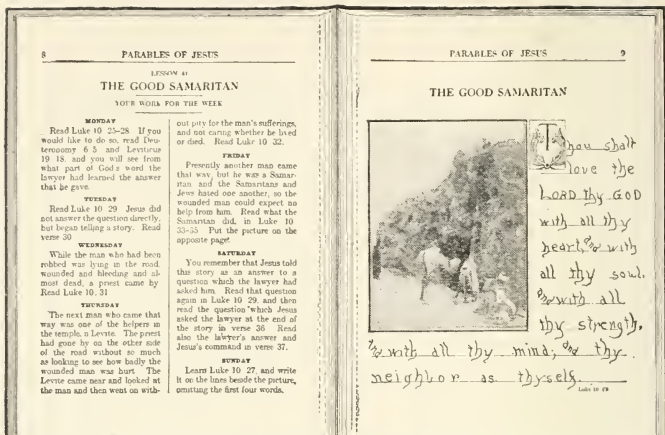 8 PARABLES OF JESUS
LESSON 41
THE GOOD SAMARITAN
YOUR WORK FOR THE WEEK
MONDAY
Read Luke 10 25-28 If you
would like to do so, read Deu-
teronomy 6 5 and Leviticus
19 18, and you will see from
what part of God s word the
lawyer had learned the answer
that he gave.
TUESDAY
Read Luke 10 29 Jesus did
not answer the question directly,
but began telling a story. Read
verse 30
WEDNESDAY
While the man who had been
robbed was lying in the road,
wounded and bleeding and al-
most dead, a priest came by
Read Luke 10. 31
THURSDAY
The next man who came that
way was one of the helpers in
the temple, a Levite. The priest
had gone by on the other side
of the road without so much
as looking to see how badly the
wounded man was hurt The
Levite came near and looked at
the man and then went on with-
out pity for the man's sufferings,
and not caring whether he lived
or died. Read Luke 10 32.
FRIDAY
Presently another man came
that way, but he was a Samar-
itan and the Samaritans and
Jews hated one another, so the
wounded man could expect no
help from him. Read what the
Samaritan did, in Luke 10
33-35 Put the picture on the
opposite page.
SATURDAY
You remember that Jesus told
this story as an answer to a
question which the lawyer had
asked him. Read that question
again in Luke 10 29, and then
read the question which Jesus
asked the lawyer at the end of
the story in verse 36 Read
also the lawyer's answer and
Jesus's command in verse 37.
SUNDAY
Learn Luke 10 27, and write
it on the lines beside the picture,
omitting the first four words.
PARABLES OF JESUS 9
THE GOOD SAMARITAN
Thou shalt
love the
LORD thy GOD
with all thy
heart, and with
all thy soul,
and with all
thy strength,
and with all thy mind; and thy
neighbor as thyself.
Luke 10